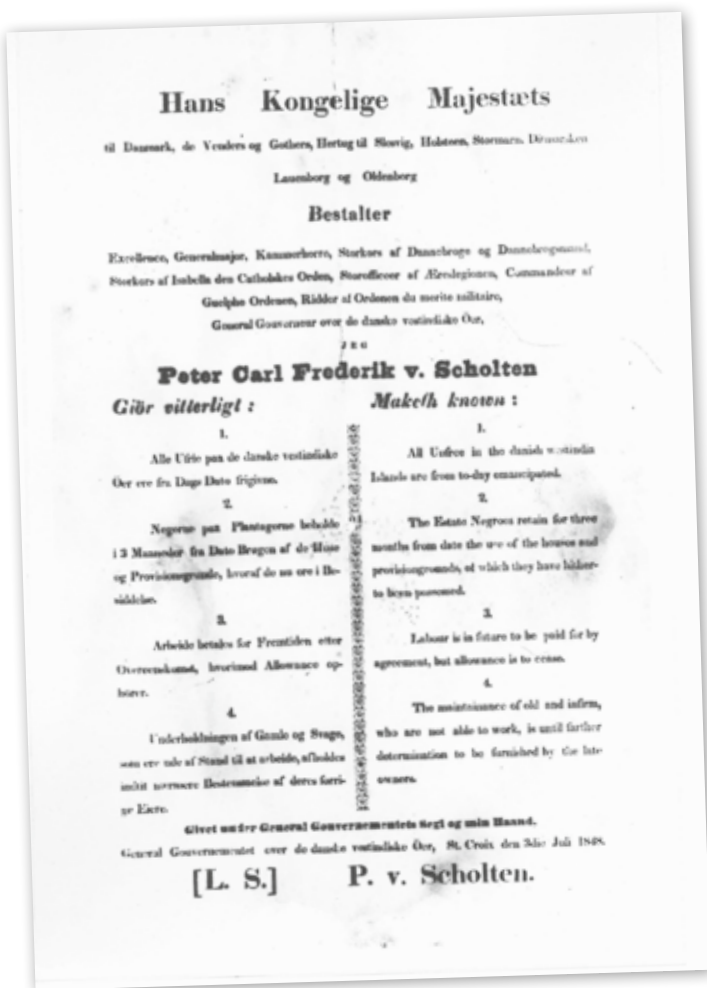 Hans Kongelige Majestæts
til Danmark, de Venders og Gothers, Hertug til Slesvig, Holsteen, Stormarn, Ditmarsken
Lauenborg og Oldenborg
Bestalter
Excellence, Generalmajor, Kammerherre, Storkors af Dannebroge og Dannebrogsmand,
Storkors af Isabella den Catholskes Orden, Storofficeer af Æreslegionen, Commandeur af
Guelphe Ordenen, Ridder af Ordenen du merite militaire,
General Gouverneur over de danske vestindiske Öer,
JEG
Peter Carl Frederik v. Scholten
Giör vitterligt:
1.
Alle Ufrie paa de danske vestindiske
Öer ere fra Dags Dato frigivne.
2.
Negerne paa Plantagerne beholde
i 3 Maaneder fra Dato Brugen af de Huse
og Provisionsgrunde, hvoraf de nu ere i Be-
siddelse.
3.
Arbeide betales for Fremtiden efter
Overeenskomst, hvorimod Allowance op-
hörer.
4.
Underholdningen af Gamle og Svage,
som ere ude af Stand til at arbeide, afholdes
indtil nærmere Bestemmelse af deres forri-
ge Eiere.
Maketh known:
1.
All Unfree in the danish westindia
Islands are from to-day emancipated.
2.
The Estate Negroes retain for three
months from date the use of the houses and
provisiongrounds, of which they have hither-
to been possessed.
3.
Labour is in future to be paid for by
agreement, but allowance is to cease.
4.
The maintainance of old and infirm,
who are not able to work, is until farther
determination to be furnished by the late
owners.
Givet under General Gouvernementets Segl og min Haand.
General Gouvernementet over de danske vestindiske Öer, St. Croix den 3die Juli 1848.
[L. S.] P. v. Scholten.